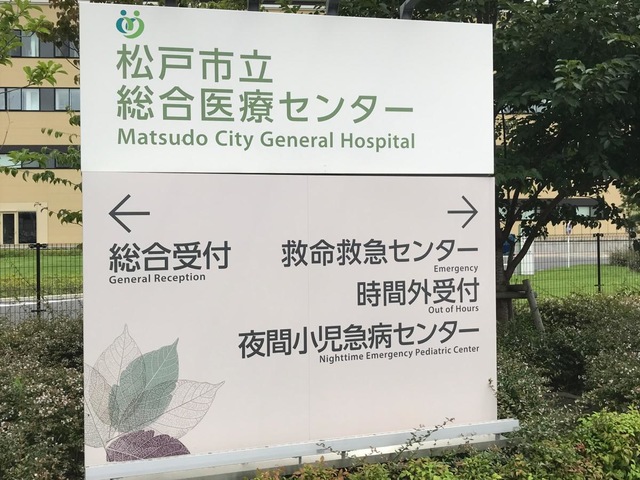 松戸市立
総合医療センター
Matsudo City General Hospital
←
総合受付
General Reception
→
救命救急センター
Emergency
時間外受付
Out of Hours
夜間小児急病センター
Nighttime Emergency Pediatric Center